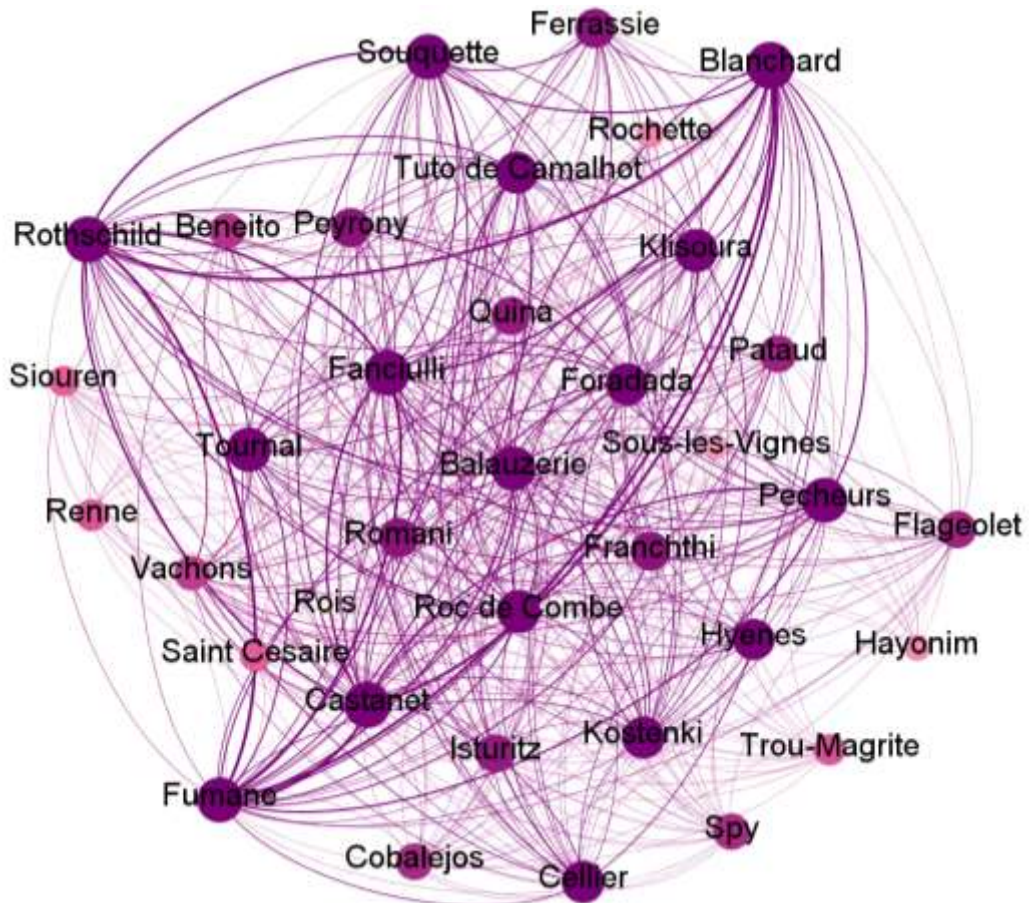 Ferrassie
Souquette
Blanchard
Rochette
Tuto de Camalhot
Beneito
Peyrony
Rothschild
Klisoura
Quina
Pataud
Siouren
Fanciulli
Foradada
Tournal
Balauzerie
Sous-les-Vignes
Pecheurs
Renne
Romani
Franchthi
Flageolet
Vachons
Rois
Roc de Combe
Hyenes
Hayonim
Saint Cesaire
Castanet
Kostenki
Isturitz
Trou-Magrite
Fumane
Spy
Cobalejos
Cellier